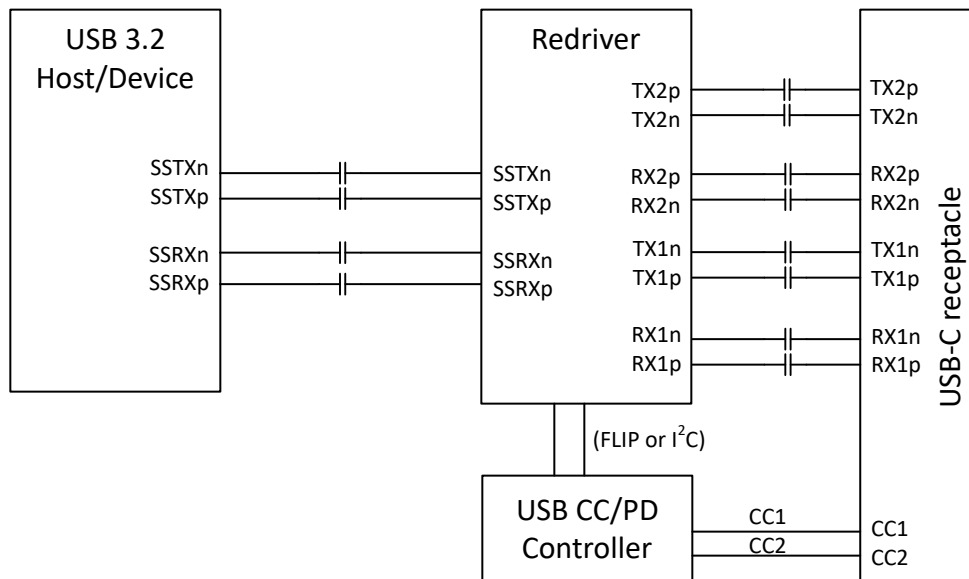 USB 3.2
Host/Device
SSTXn
SSTXp
SSRXn
SSRXp
Redriver
SSTXn
SSTXp
SSRXn
SSRXp
TX2p
TX2n
RX2p
RX2n
TX1n
TX1p
RX1n
RX1p
TX2p
TX2n
RX2p
RX2n
TX1n
TX1p
RX1n
RX1p
USB-C receptacle
(FLIP or I²C)
USB CC/PD
Controller
CC1
CC2
CC1
CC2